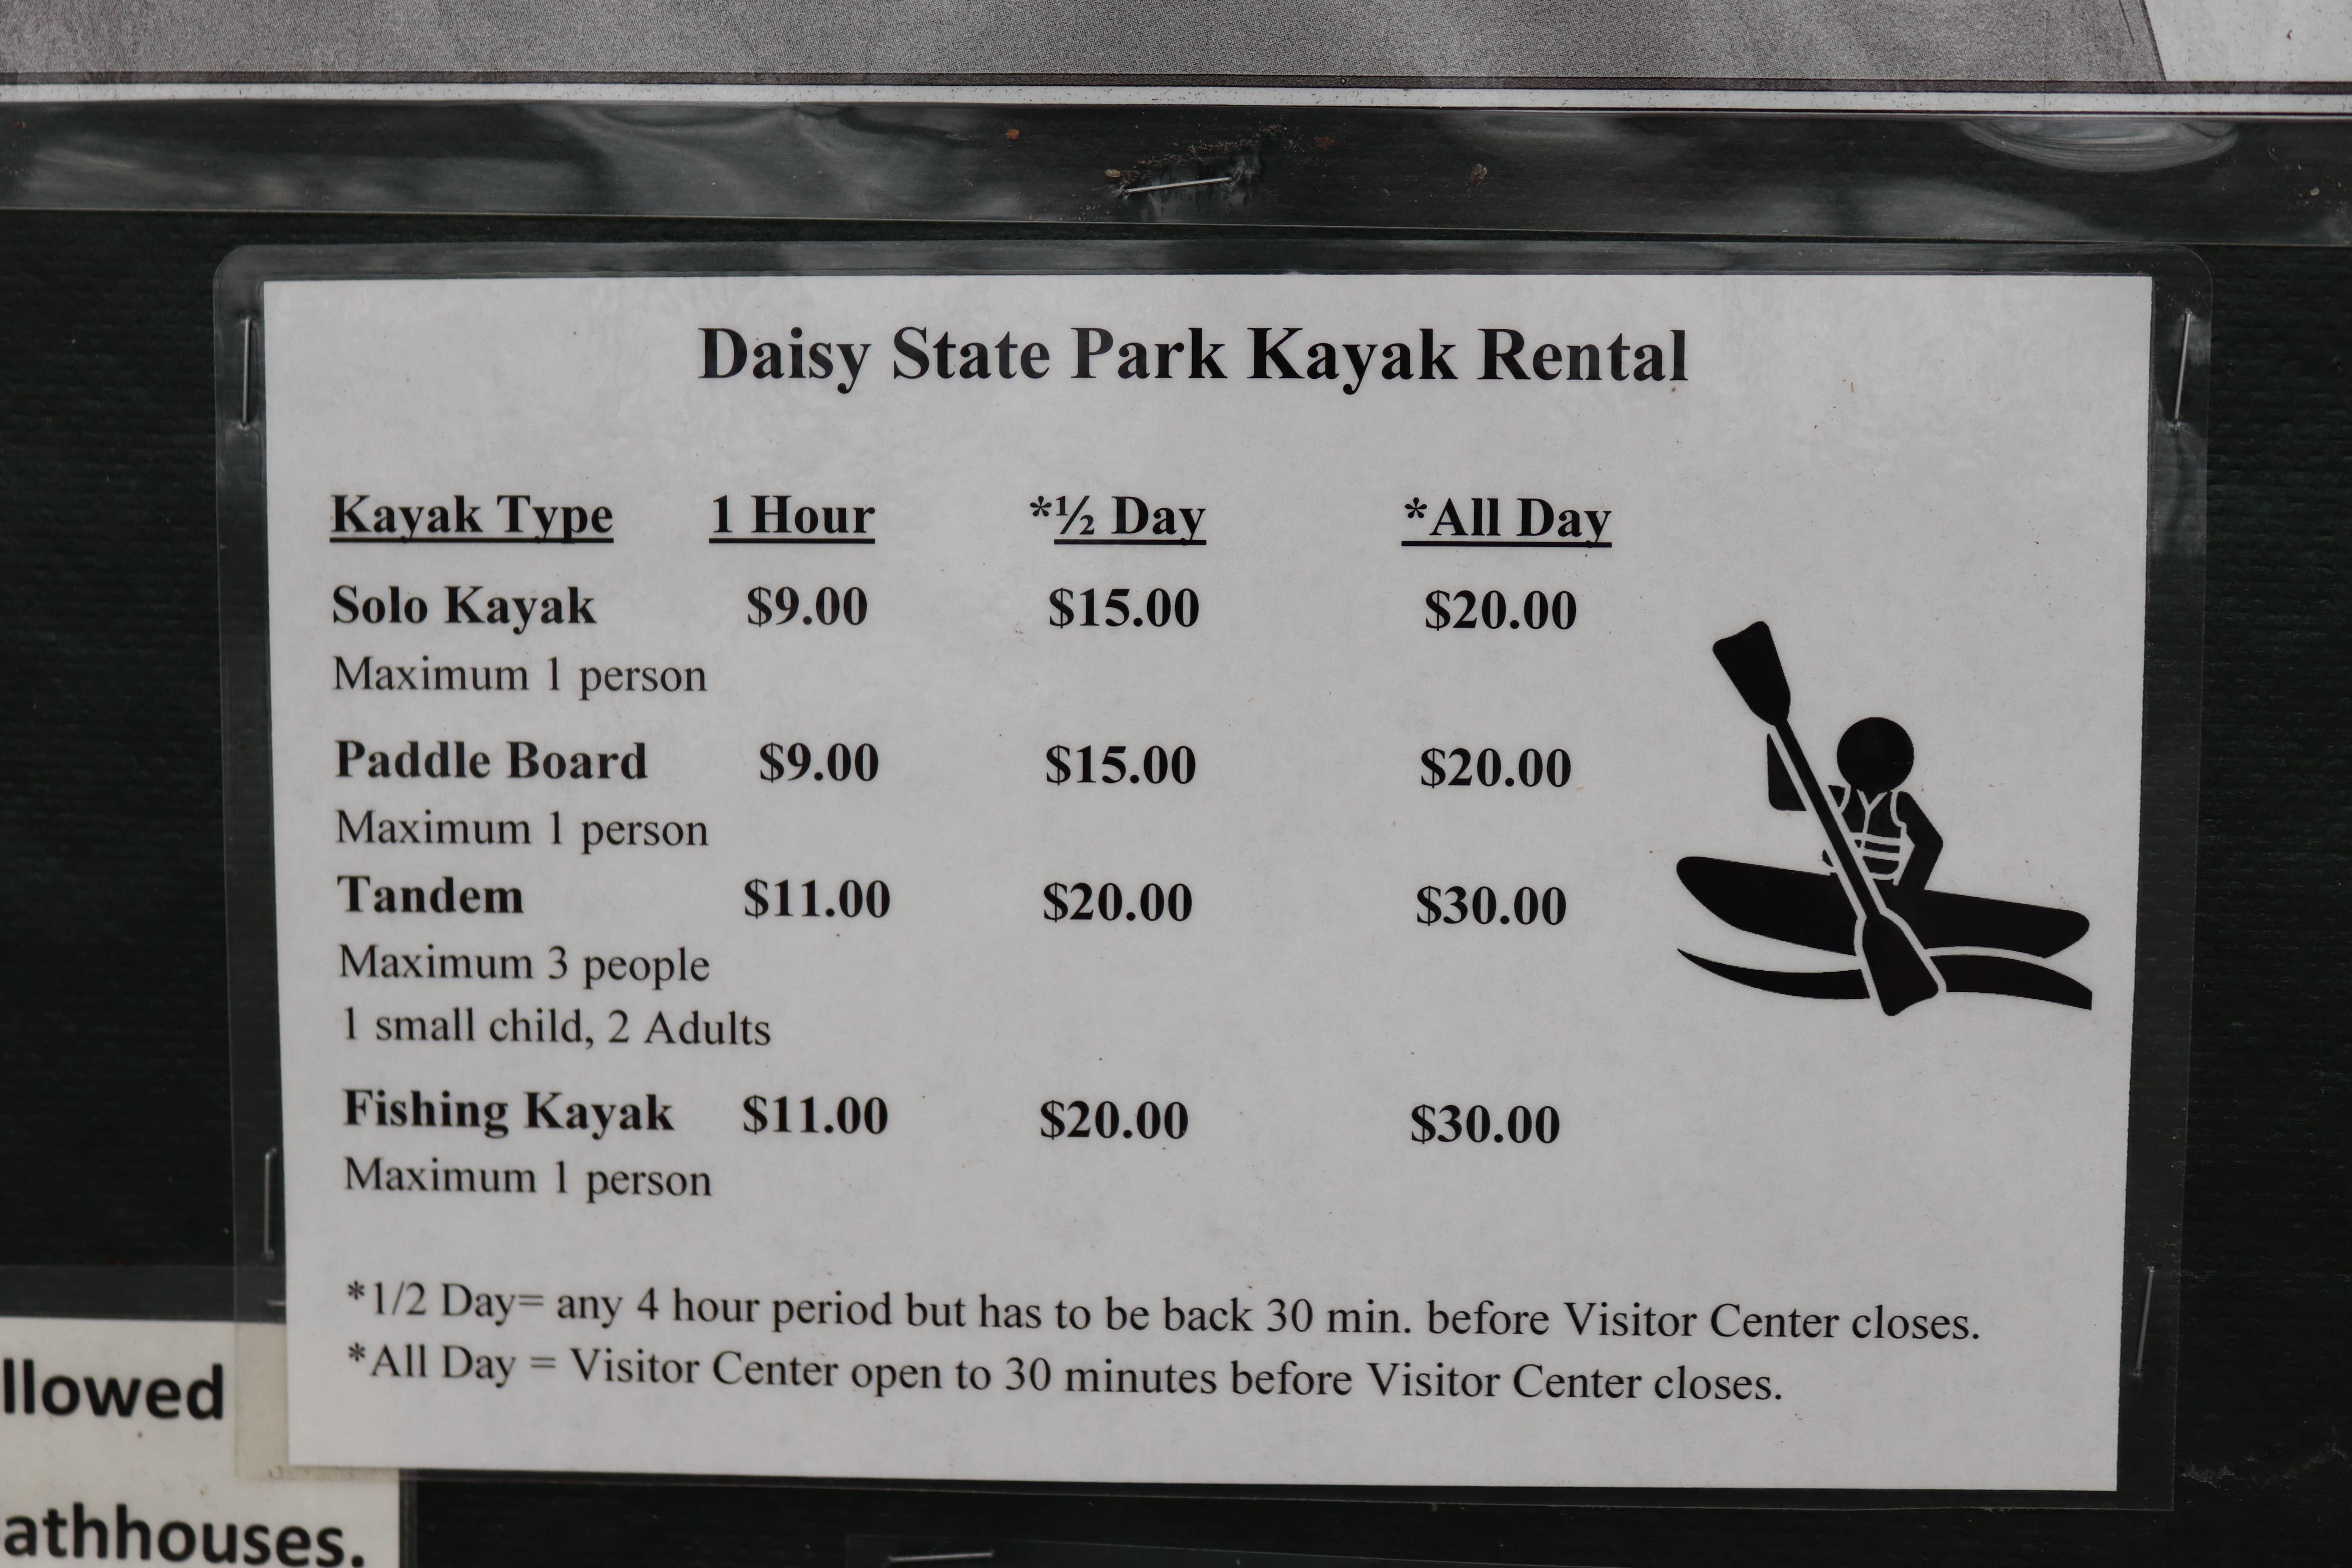 Daisy State Park Kayak Rental
Kayak Type 1 Hour *½ Day *All Day
Solo Kayak $9.00 $15.00 $20.00
Maximum 1 person
Paddle Board $9.00 $15.00 $20.00
Maximum 1 person
Tandem $11.00 $20.00 $30.00
Maximum 3 people
1 small child, 2 Adults
Fishing Kayak $11.00 $20.00 $30.00
Maximum 1 person
*1/2 Day= any 4 hour period but has to be back 30 min. before Visitor Center closes.
*All Day = Visitor Center open to 30 minutes before Visitor Center closes.
llowed
athhouses.